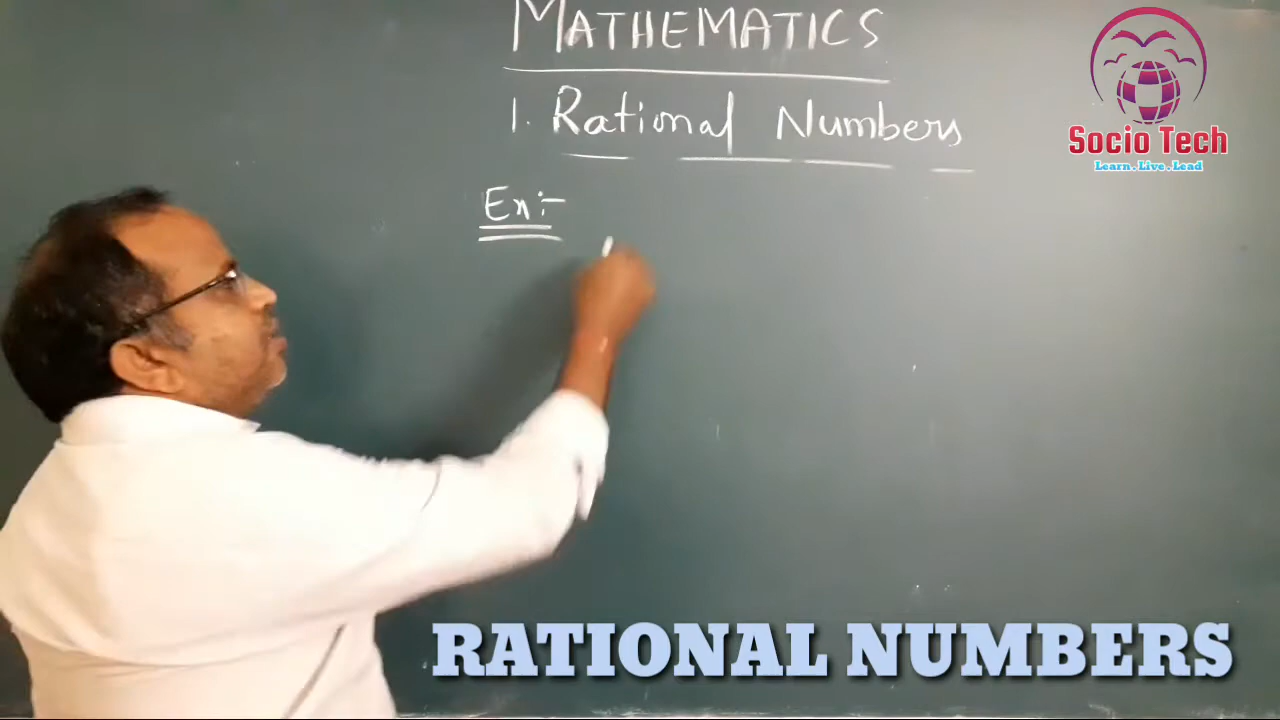 MATHEMATICS
1. Rational Numbers
Ex:-
Socio Tech
Learn.Live.Lead
RATIONAL NUMBERS